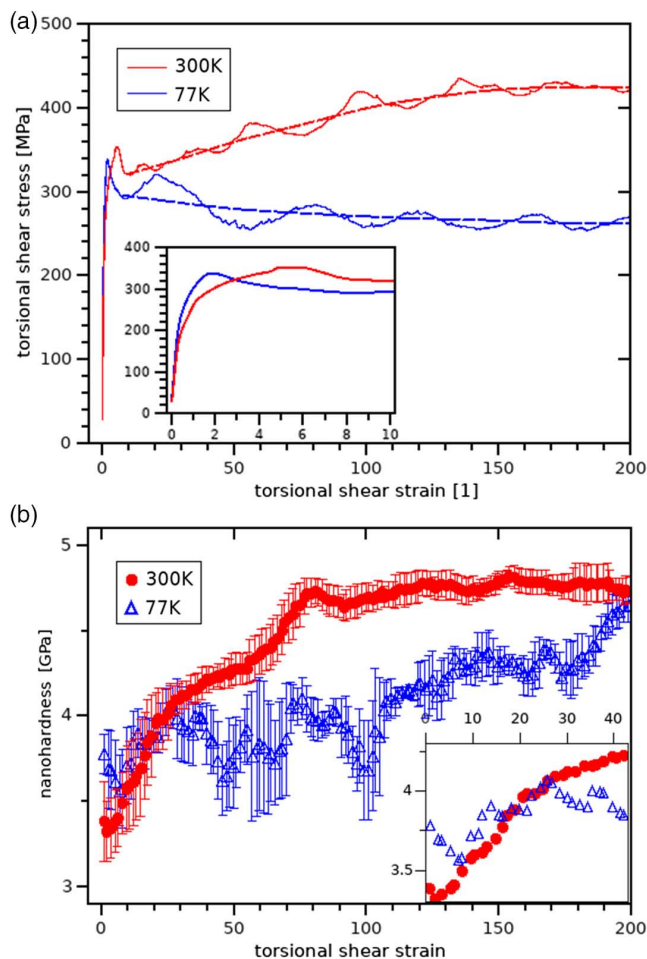 (a)
500
400
300
200
100
0
torsional shear stress [MPa]
300K
77K
400
300
200
100
0
0 2 4 6 8 10
0 50 100 150 200
torsional shear strain [1]
(b)
5
4
3
nanohardness [GPa]
300K
77K
0 10 20 30 40
4
3.5
0 50 100 150 200
torsional shear strain